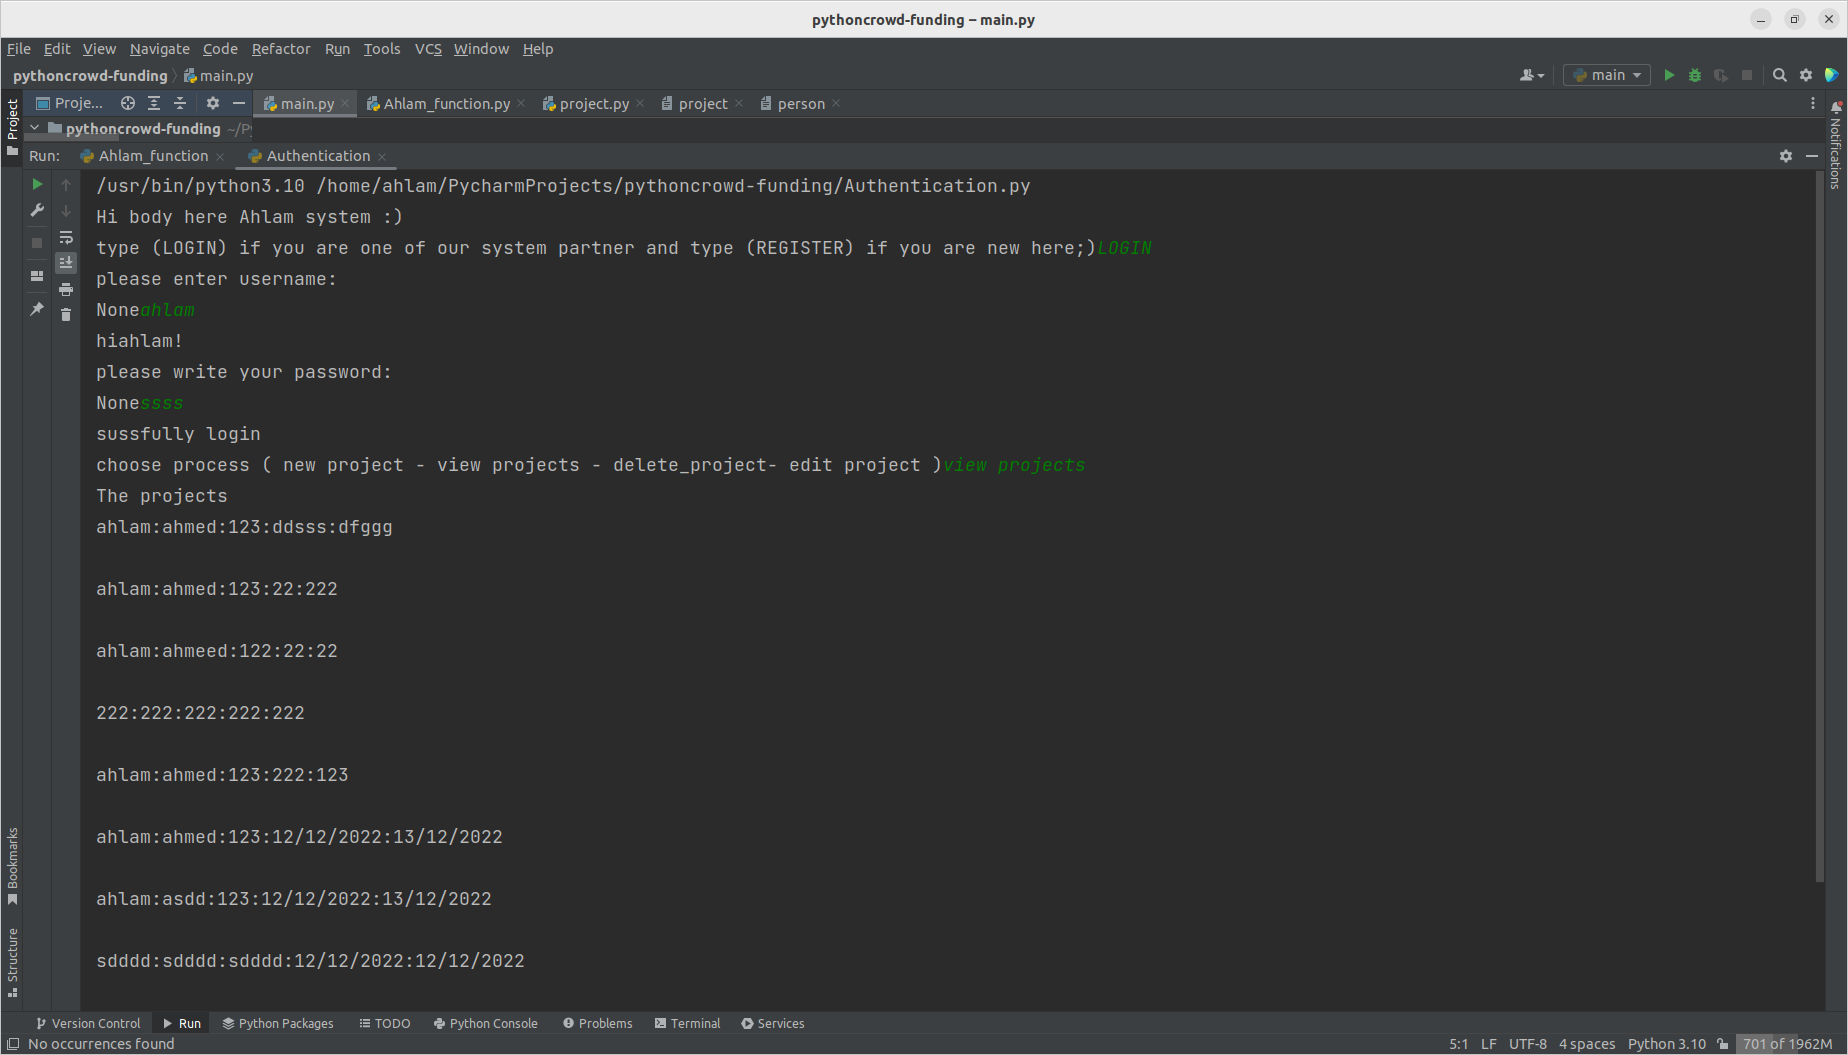 pythoncrowd-funding – main.py
File Edit View Navigate Code Refactor Run Tools VCS Window Help
pythoncrowd-funding main.py main
Project Proje... main.py Ahlam_function.py project.py project person
pythoncrowd-funding ~/P
Notifications
Run: Ahlam_function Authentication
/usr/bin/python3.10 /home/ahlam/PycharmProjects/pythoncrowd-funding/Authentication.py
Hi body here Ahlam system :)
type (LOGIN) if you are one of our system partner and type (REGISTER) if you are new here;)LOGIN
please enter username:
Noneahlam
hiahlam!
please write your password:
Nonessss
sussfully login
choose process ( new project - view projects - delete_project- edit project )view projects
The projects
ahlam:ahmed:123:ddsss:dfggg
ahlam:ahmed:123:22:222
ahlam:ahmeed:122:22:22
222:222:222:222:222
ahlam:ahmed:123:222:123
ahlam:ahmed:123:12/12/2022:13/12/2022
ahlam:asdd:123:12/12/2022:13/12/2022
sdddd:sdddd:sdddd:12/12/2022:12/12/2022
Bookmarks
Structure
Version Control Run Python Packages TODO Python Console Problems Terminal Services
No occurrences found 5:1 LF UTF-8 4 spaces Python 3.10 701 of 1962M